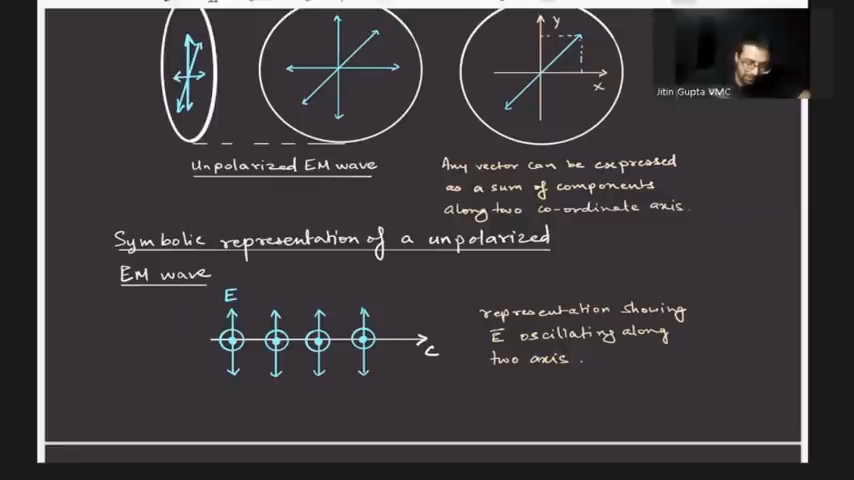 y
x
Jitin Gupta VMC
Unpolarized EM wave
Any vector can be expressed
as a sum of components
along two co-ordinate axis.
Symbolic representation of a unpolarized
EM wave
E
C
representation showing
E oscillating along
two axis.